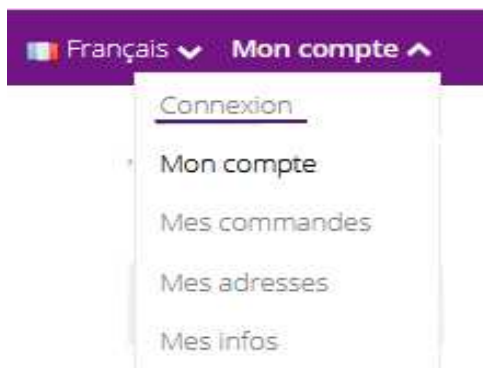 Français Mon compte
Connexion
Mon compte
Mes commandes
Mes adresses
Mes infos